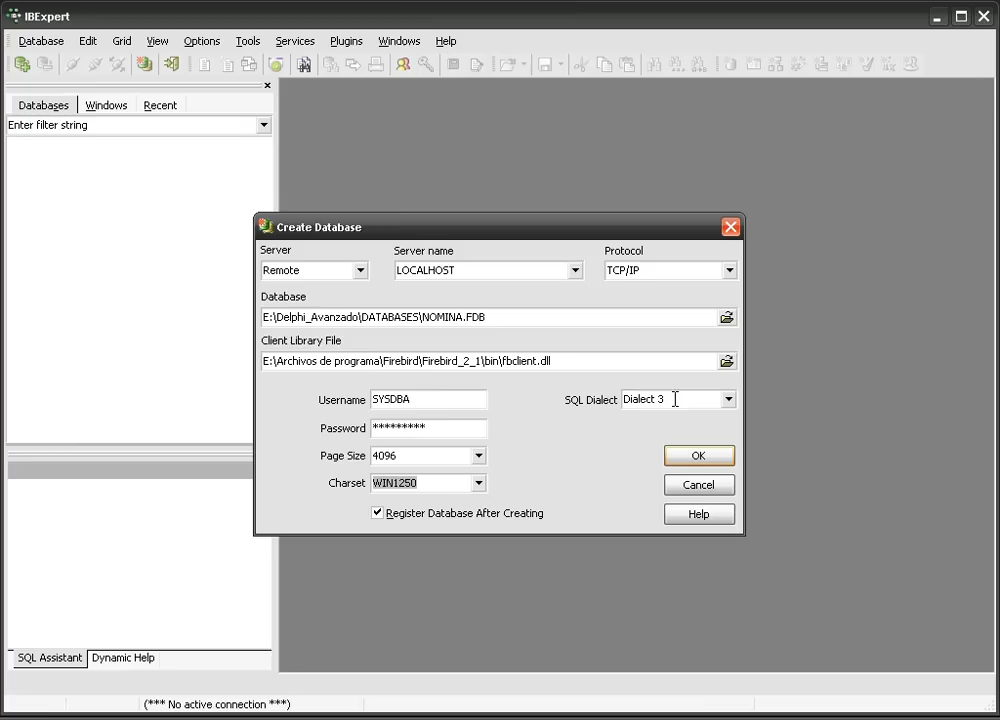 IBExpert
Database Edit Grid View Options Tools Services Plugins Windows Help
Databases Windows Recent
Enter filter string
Create Database
Server Server name Protocol
Remote LOCALHOST TCP/IP
Database
E:\Delphi_Avanzado\DATABASES\NOMINA.FDB
Client Library File
E:\Archivos de programa\Firebird\Firebird_2_1\bin\fbclient.dll
Username SYSDBA SQL Dialect Dialect 3
Password *********
Page Size 4096 OK
Charset WIN1250 Cancel
Register Database After Creating Help
SQL Assistant Dynamic Help
(*** No active connection ***)